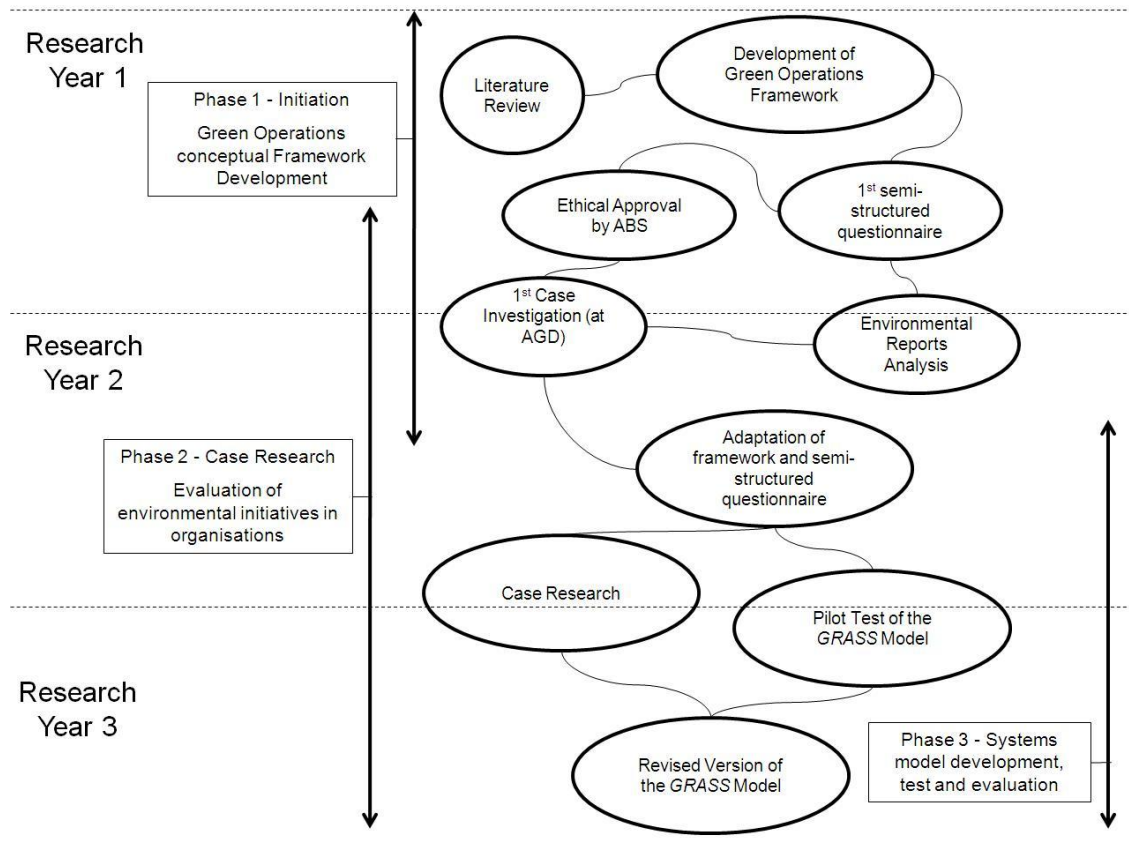 Research
Year 1
Phase 1 - Initiation
Green Operations
conceptual Framework
Development
Literature
Review
Development of
Green Operations
Framework
Ethical Approval
by ABS
1st semi-
structured
questionnaire
1st Case
Investigation (at
AGD)
Environmental
Reports
Analysis
Research
Year 2
Phase 2 - Case Research
Evaluation of
environmental initiatives in
organisations
Adaptation of
framework and semi-
structured
questionnaire
Case Research
Pilot Test of the
GRASS Model
Research
Year 3
Revised Version of
the GRASS Model
Phase 3 - Systems
model development,
test and evaluation